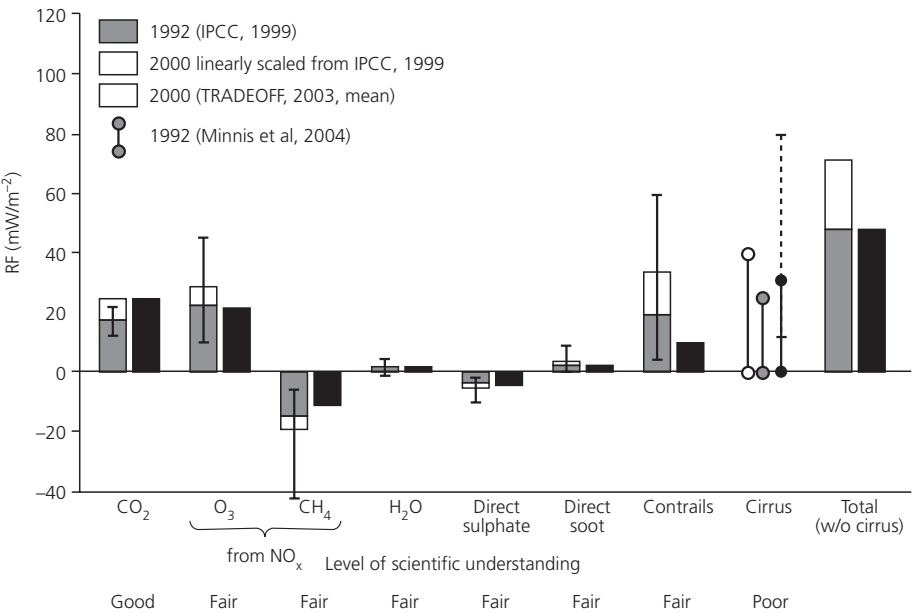 120
100
80
60
40
20
0
−20
−40
RF (mW/m−2)
1992 (IPCC, 1999)
2000 linearly scaled from IPCC, 1999
2000 (TRADEOFF, 2003, mean)
1992 (Minnis et al, 2004)
CO2 O3 CH4 H2O Direct sulphate Direct soot Contrails Cirrus Total (w/o cirrus)
from NOx
Level of scientific understanding
Good Fair Fair Fair Fair Fair Fair Poor